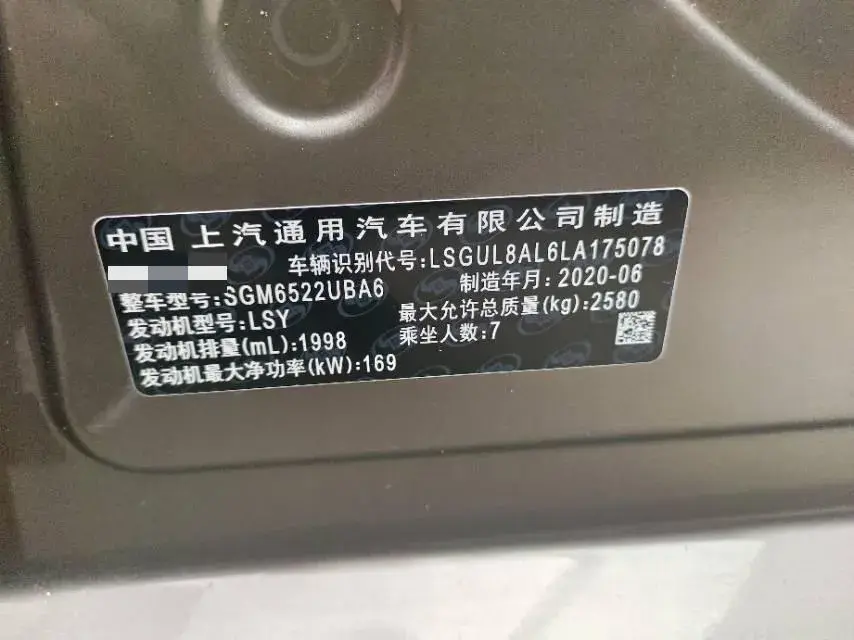 中国 上汽通用汽车有限公司制造
车辆识别代号:LSGUL8AL6LA175078
整车型号:SGM6522UBA6 制造年月:2020-06
发动机型号:LSY 最大允许总质量(kg):2580
发动机排量(mL):1998 乘坐人数:7
发动机最大净功率(kW):169